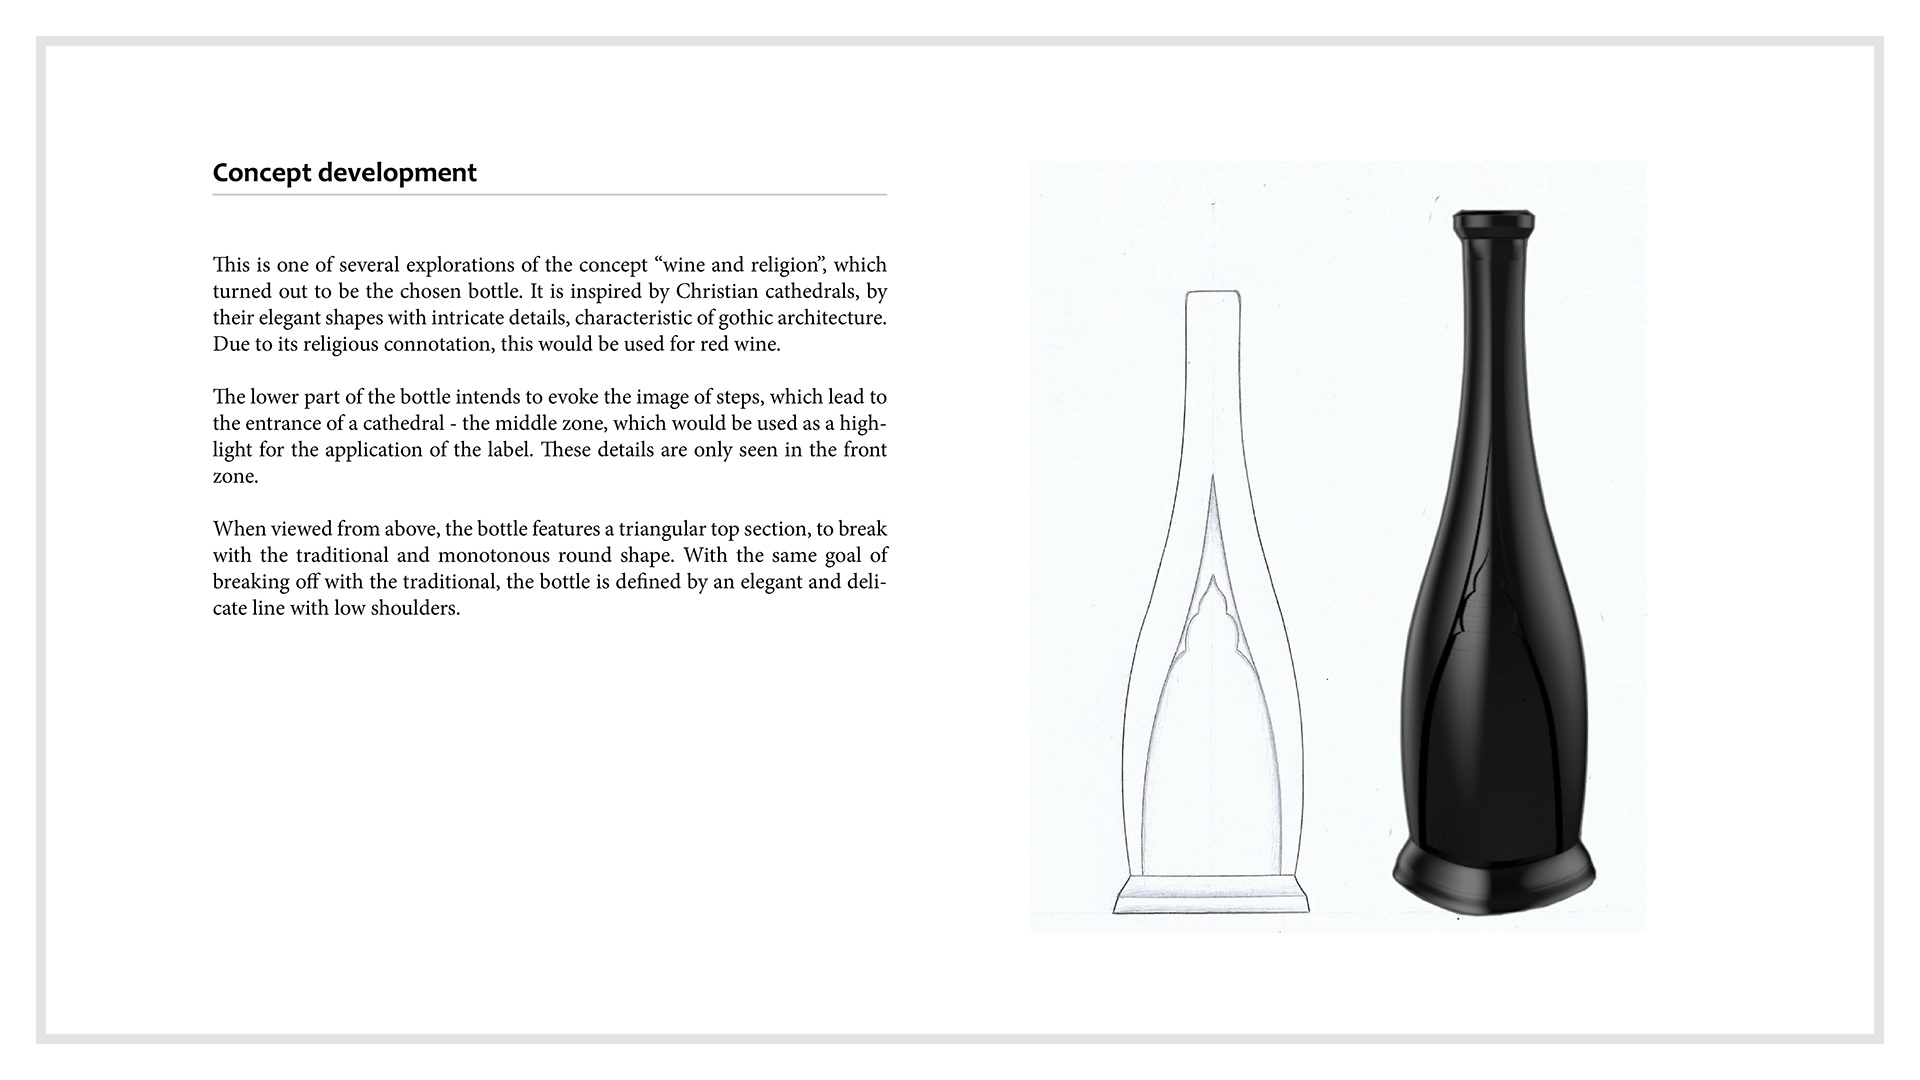 Concept development
This is one of several explorations of the concept “wine and religion”, which
turned out to be the chosen bottle. It is inspired by Christian cathedrals, by
their elegant shapes with intricate details, characteristic of gothic architecture.
Due to its religious connotation, this would be used for red wine.
The lower part of the bottle intends to evoke the image of steps, which lead to
the entrance of a cathedral - the middle zone, which would be used as a high-
light for the application of the label. These details are only seen in the front
zone.
When viewed from above, the bottle features a triangular top section, to break
with the traditional and monotonous round shape. With the same goal of
breaking off with the traditional, the bottle is defined by an elegant and deli-
cate line with low shoulders.